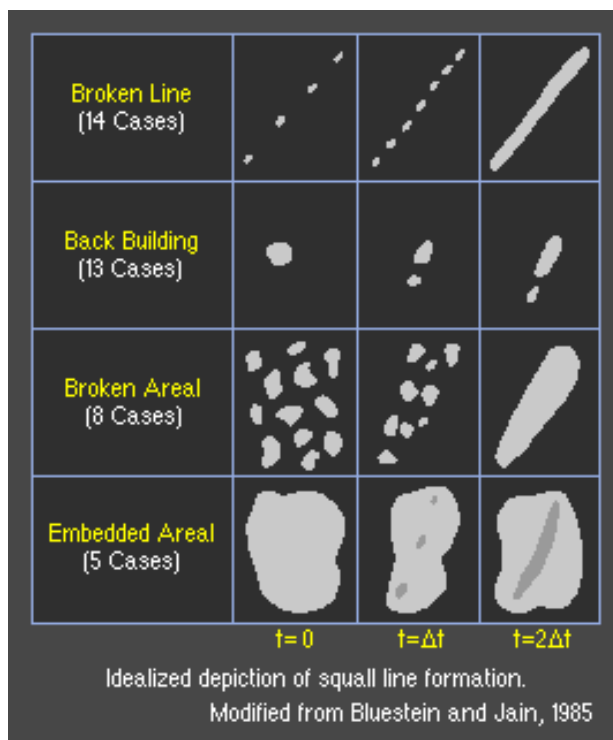 Broken Line
(14 Cases)
Back Building
(13 Cases)
Broken Areal
(8 Cases)
Embedded Areal
(5 Cases)
t=0
t=Δt
t=2Δt
Idealized depiction of squall line formation.
Modified from Bluestein and Jain, 1985